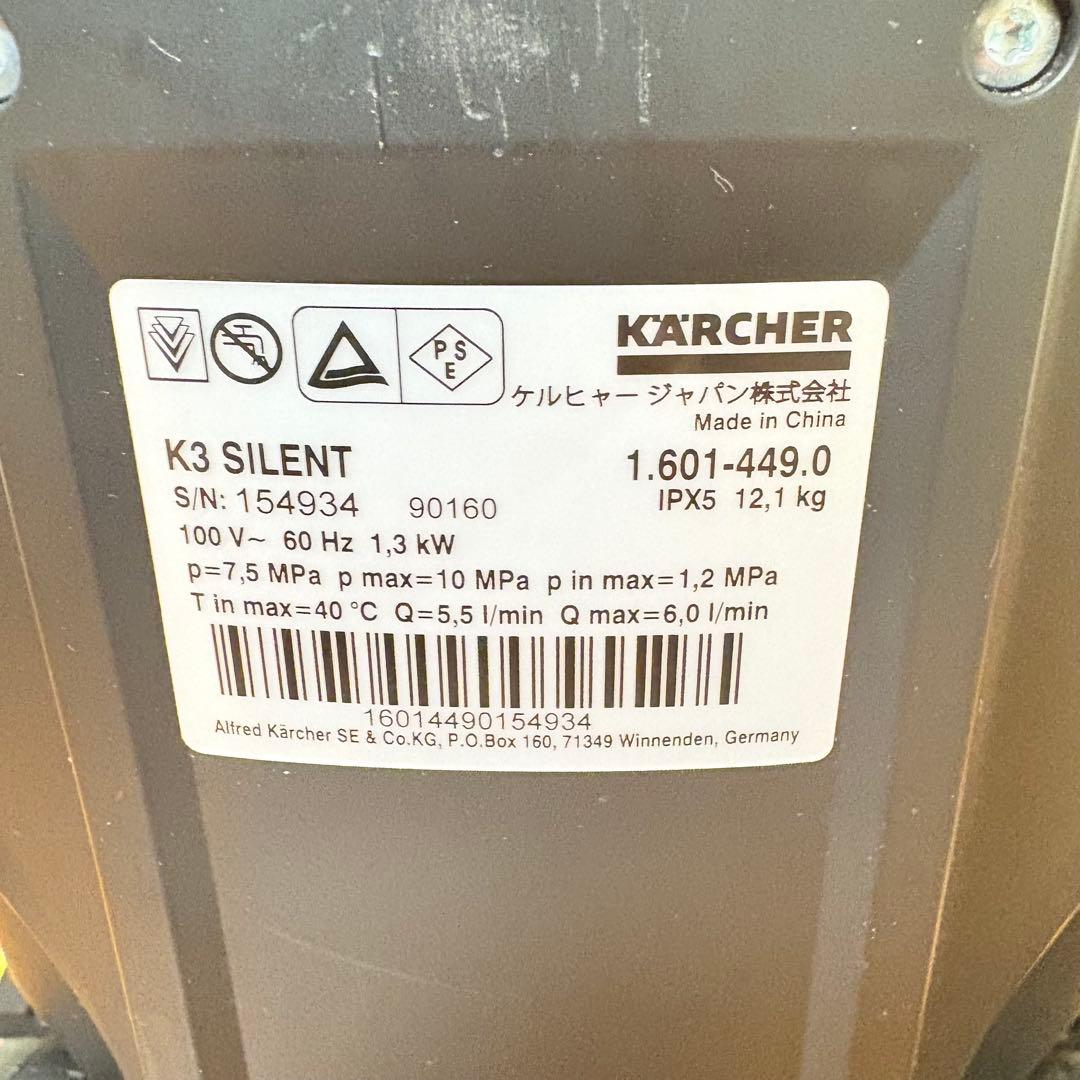 P S
E
KÄRCHER
ケルヒャー ジャパン株式会社
Made in China
K3 SILENT 1.601-449.0
S/N: 154934 90160 IPX5 12,1 kg
100 V~ 60 Hz 1,3 kW
p=7,5 MPa p max=10 MPa p in max=1,2 MPa
T in max=40 °C Q=5,5 l/min Q max=6,0 l/min
16014490154934
Alfred Kärcher SE & Co.KG, P.O.Box 160, 71349 Winnenden, Germany